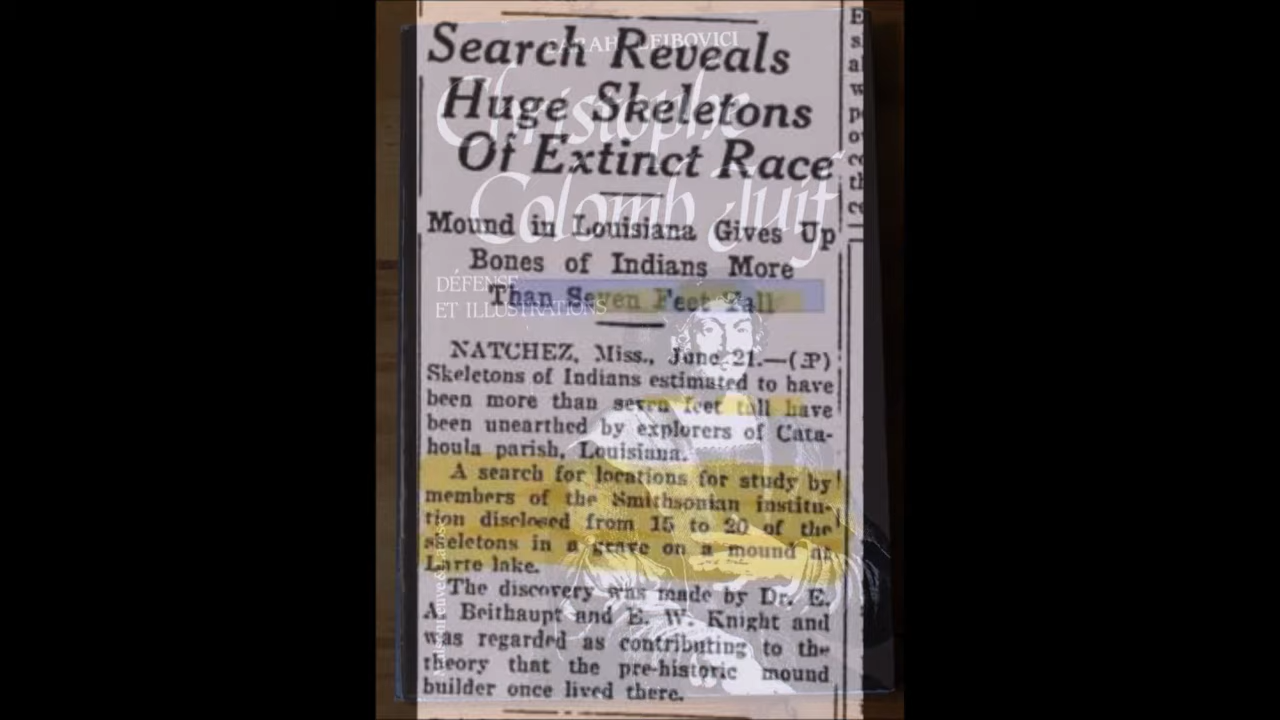 SARAH LEIBOVICI
Christophe
Colomb Juif
DÉFENSE
ET ILLUSTRATIONS
Search Reveals
Huge Skeletons
Of Extinct Race
Mound in Louisiana Gives Up
Bones of Indians More
Than Seven Feet Tall
NATCHEZ, Miss., June 21.—(AP)
Skeletons of Indians estimated to have
been more than seven feet tall have
been unearthed by explorers of Cata-
houla parish, Louisiana.
A search for locations for study by
members of the Smithsonian institu-
tion disclosed from 15 to 20 of the
skeletons in a grave on a mound at
Larte lake.
The discovery was made by Dr. E.
A. Beithaupt and E. W. Knight and
was regarded as contributing to the
theory that the pre-historic mound
builder once lived there.